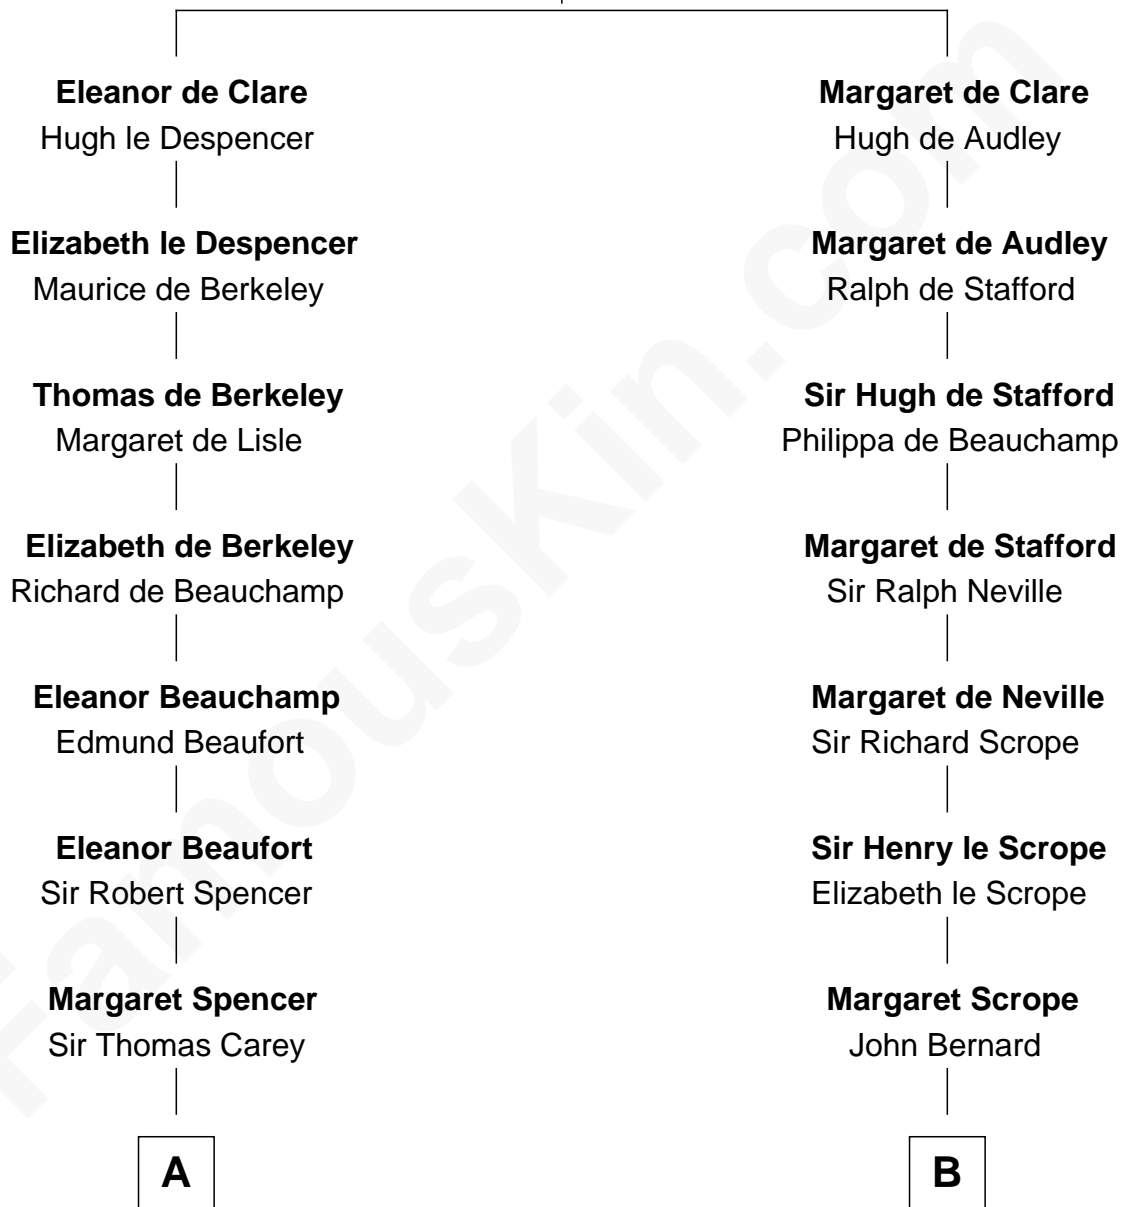 Eleanor de Clare
Hugh le Despencer
Elizabeth le Despencer
Maurice de Berkeley
Thomas de Berkeley
Margaret de Lisle
Elizabeth de Berkeley
Richard de Beauchamp
Eleanor Beauchamp
Edmund Beaufort
Eleanor Beaufort
Sir Robert Spencer
Margaret Spencer
Sir Thomas Carey
A
Margaret de Clare
Hugh de Audley
Margaret de Audley
Ralph de Stafford
Sir Hugh de Stafford
Philippa de Beauchamp
Margaret de Stafford
Sir Ralph Neville
Margaret de Neville
Sir Richard Scrope
Sir Henry le Scrope
Elizabeth le Scrope
Margaret Scrope
John Bernard
B
FamousKin.com